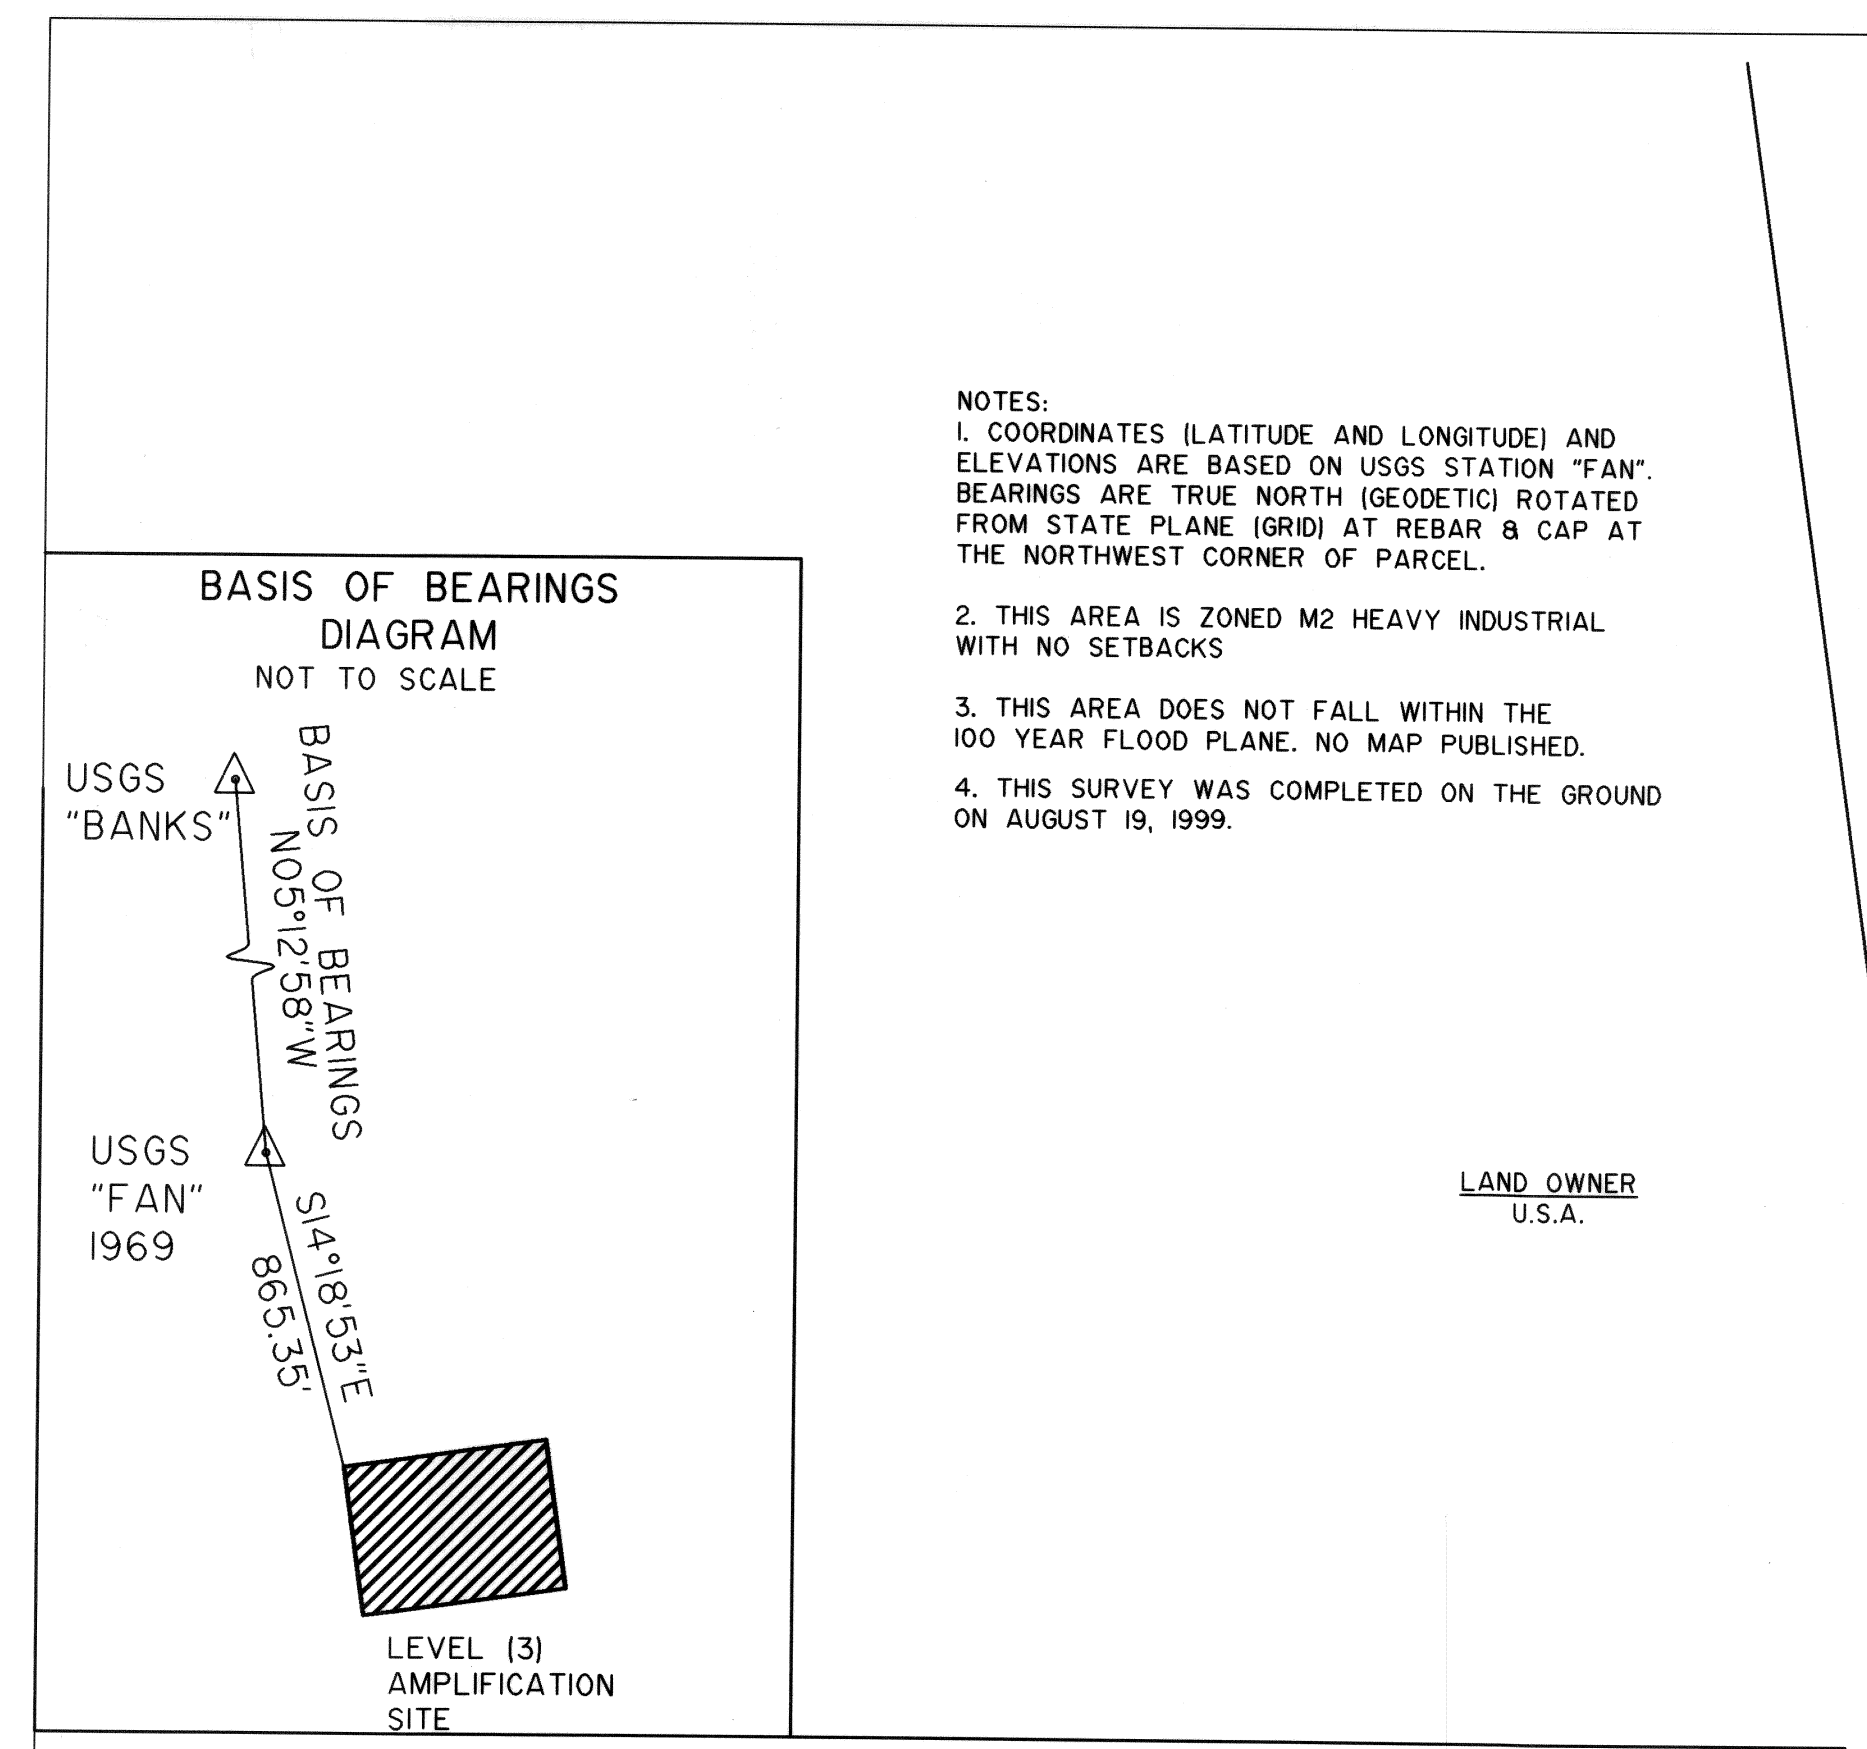 BASIS OF BEARINGS
DIAGRAM
NOT TO SCALE
USGS
"BANKS"
BASIS OF BEARINGS
N05°12'58"W
USGS
"FAN"
1969
S14°18'53"E
865.35'
LEVEL (3)
AMPLIFICATION
SITE
NOTES:
1. COORDINATES (LATITUDE AND LONGITUDE) AND
ELEVATIONS ARE BASED ON USGS STATION "FAN".
BEARINGS ARE TRUE NORTH (GEODETIC) ROTATED
FROM STATE PLANE (GRID) AT REBAR & CAP AT
THE NORTHWEST CORNER OF PARCEL.
2. THIS AREA IS ZONED M2 HEAVY INDUSTRIAL
WITH NO SETBACKS
3. THIS AREA DOES NOT FALL WITHIN THE
100 YEAR FLOOD PLANE. NO MAP PUBLISHED.
4. THIS SURVEY WAS COMPLETED ON THE GROUND
ON AUGUST 19, 1999.
LAND OWNER
U.S.A.